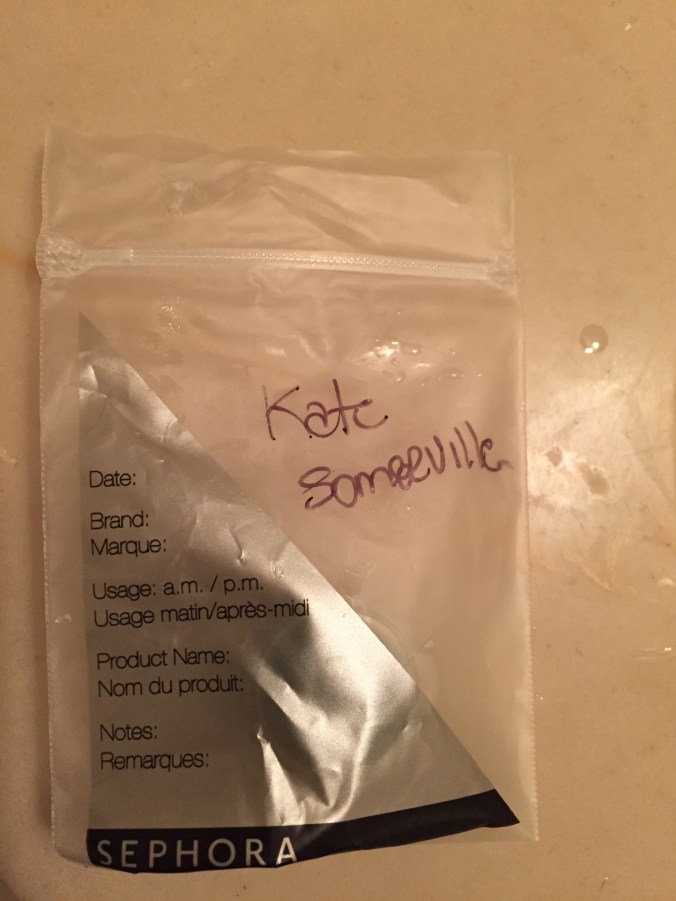 Kate
Somerville
Date:
Brand:
Marque:
Usage: a.m. / p.m.
Usage matin/après-midi
Product Name:
Nom du produit:
Notes:
Remarques:
SEPHORA